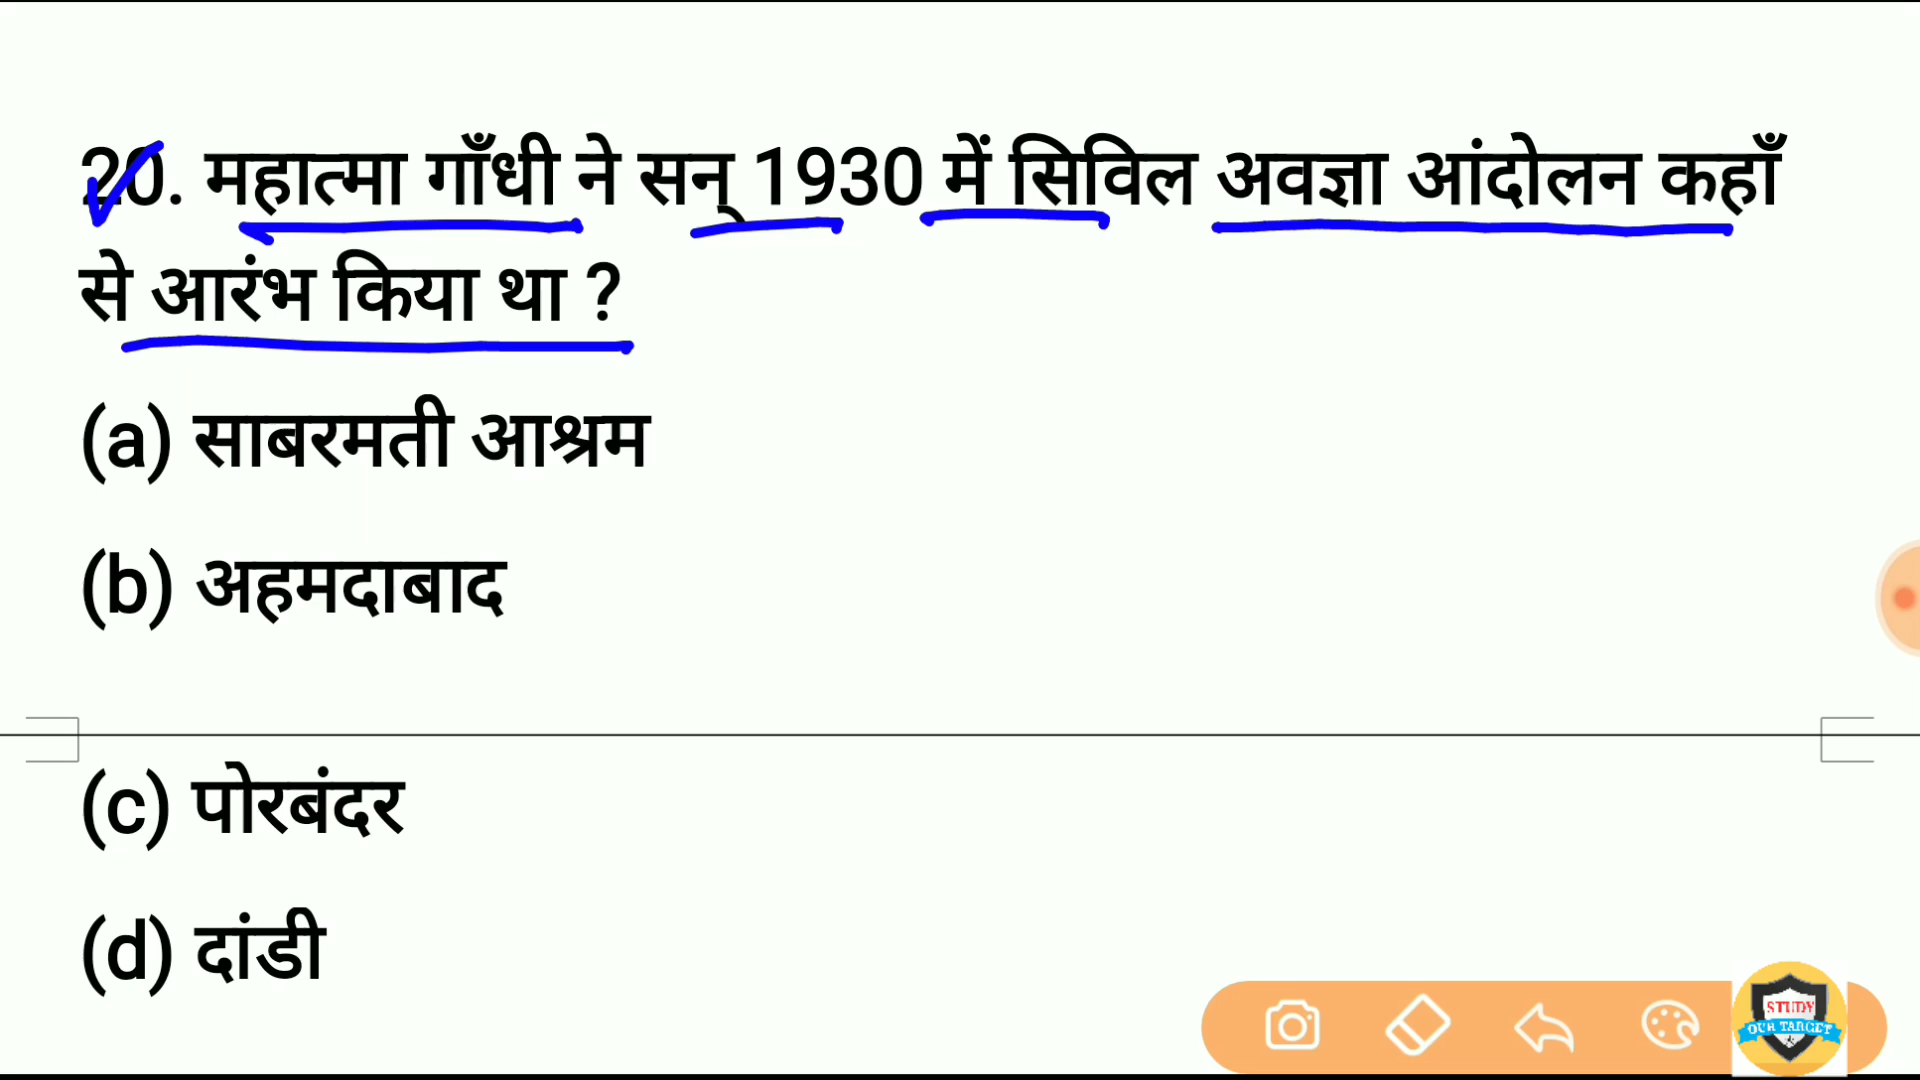 20. महात्मा गाँधी ने सन् 1930 में सिविल अवज्ञा आंदोलन कहाँ
से आरंभ किया था ?
(a) साबरमती आश्रम
(b) अहमदाबाद
(c) पोरबंदर
(d) दांडी
STUDY
OUR TARGET